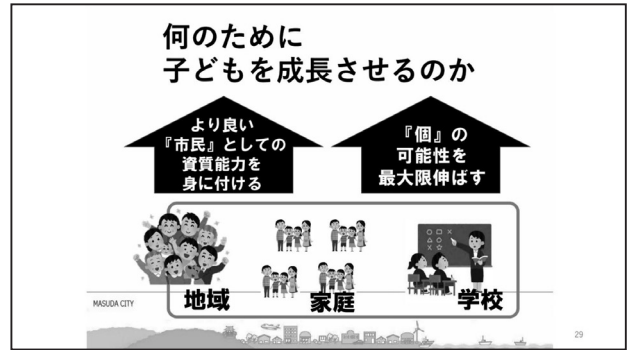 何のために
子どもを成長させるのか
より良い
『市民』としての
資質能力を
身に付ける
『個』の
可能性を
最大限伸ばす
地域
家庭
学校
MASUDA CITY
29